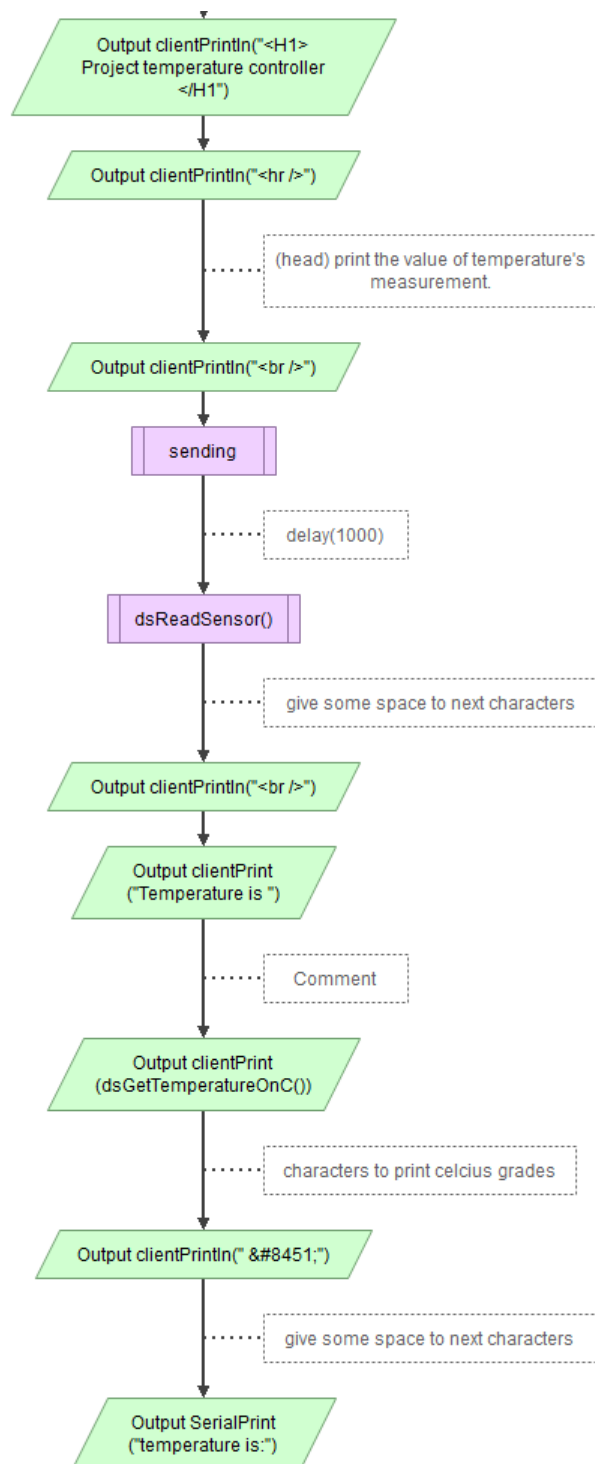 Output clientPrintln("<H1>
Project temperature controller
</H1")
Output clientPrintln("<hr />")
(head) print the value of temperature's
measurement.
Output clientPrintln("<br />")
sending
delay(1000)
dsReadSensor()
give some space to next characters
Output clientPrintln("<br />")
Output clientPrint
("Temperature is ")
Comment
Output clientPrint
(dsGetTemperatureOnC())
characters to print celcius grades
Output clientPrintln(" &#8451;")
give some space to next characters
Output SerialPrint
("temperature is:")